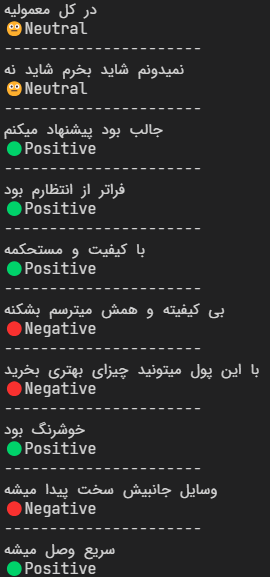 در کل معمولیه
😐Neutral
----------------------
نمیدونم شاید بخرم شاید نه
😐Neutral
----------------------
جالب بود پیشنهاد میکنم
🟢Positive
----------------------
فراتر از انتظارم بود
🟢Positive
----------------------
با کیفیت و مستحکمه
🟢Positive
----------------------
بی کیفیته و همش میترسم بشکنه
🔴Negative
----------------------
با این پول میتونید چیزای بهتری بخرید
🔴Negative
----------------------
خوشرنگ بود
🟢Positive
----------------------
وسایل جانبیش سخت پیدا میشه
🔴Negative
----------------------
سریع وصل میشه
🟢Positive